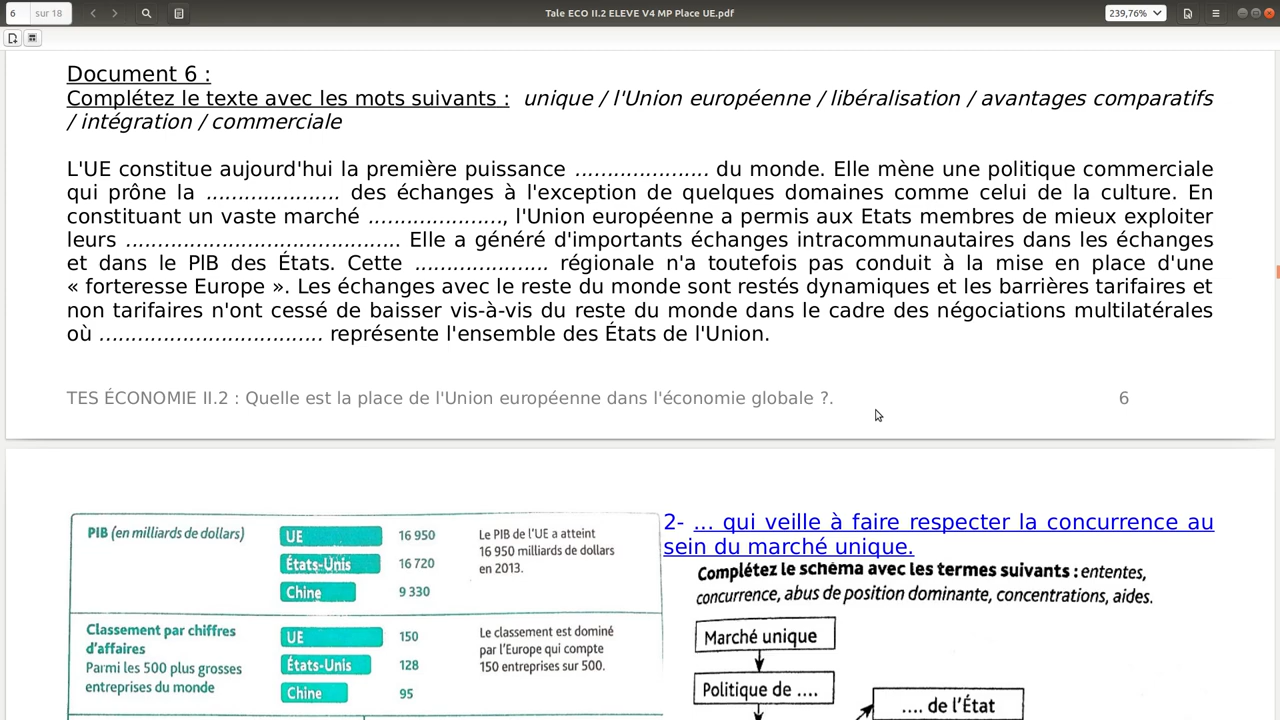 6 sur 18 Tale ECO II.2 ELEVE V4 MP Place UE.pdf 239,76%
Document 6 :
Complétez le texte avec les mots suivants : unique / l'Union européenne / libéralisation / avantages comparatifs
/ intégration / commerciale
L'UE constitue aujourd'hui la première puissance ..................... du monde. Elle mène une politique commerciale
qui prône la ..................... des échanges à l'exception de quelques domaines comme celui de la culture. En
constituant un vaste marché ....................., l'Union européenne a permis aux Etats membres de mieux exploiter
leurs ........................................... Elle a généré d'importants échanges intracommunautaires dans les échanges
et dans le PIB des États. Cette ..................... régionale n'a toutefois pas conduit à la mise en place d'une
« forteresse Europe ». Les échanges avec le reste du monde sont restés dynamiques et les barrières tarifaires et
non tarifaires n'ont cessé de baisser vis-à-vis du reste du monde dans le cadre des négociations multilatérales
où ................................... représente l'ensemble des États de l'Union.
TES ÉCONOMIE II.2 : Quelle est la place de l'Union européenne dans l'économie globale ?. 6
PIB (en milliards de dollars)
UE 16 950
États-Unis 16 720
Chine 9 330
Le PIB de l'UE a atteint
16 950 milliards de dollars
en 2013.
Classement par chiffres
d'affaires
Parmi les 500 plus grosses
entreprises du monde
UE 150
États-Unis 128
Chine 95
Le classement est dominé
par l'Europe qui compte
150 entreprises sur 500.
2- ... qui veille à faire respecter la concurrence au
sein du marché unique.
Complétez le schéma avec les termes suivants : ententes,
concurrence, abus de position dominante, concentrations, aides.
Marché unique
Politique de ....
.... de l'État